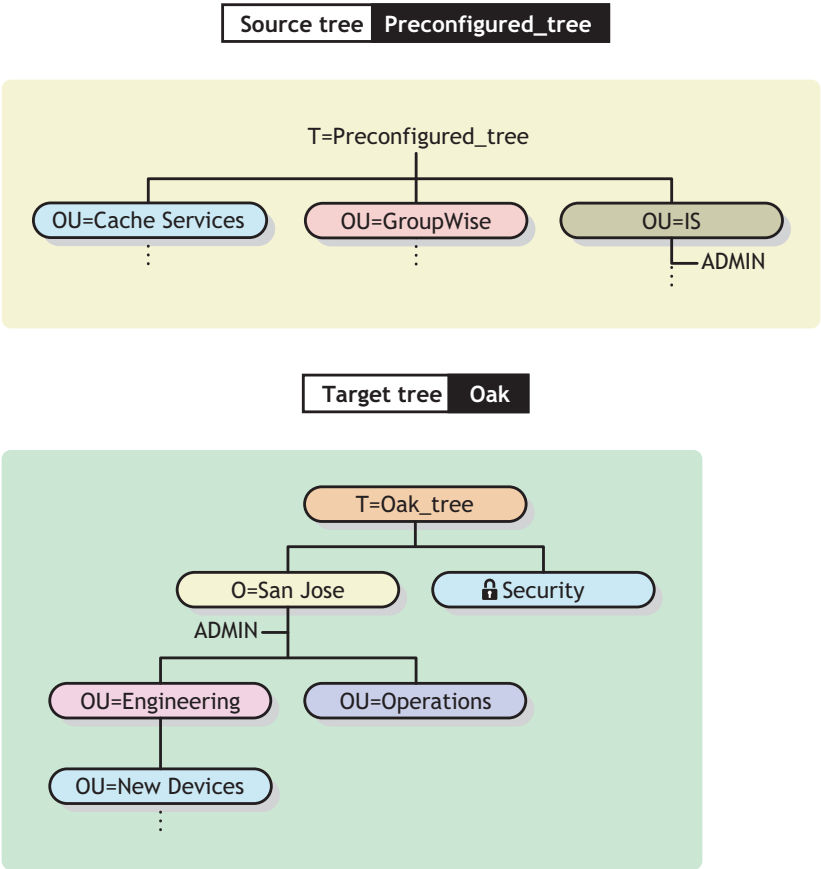 Source tree Preconfigured_tree
T=Preconfigured_tree
OU=Cache Services OU=GroupWise OU=IS
ADMIN
Target tree Oak
T=Oak_tree
O=San Jose Security
ADMIN
OU=Engineering OU=Operations
OU=New Devices